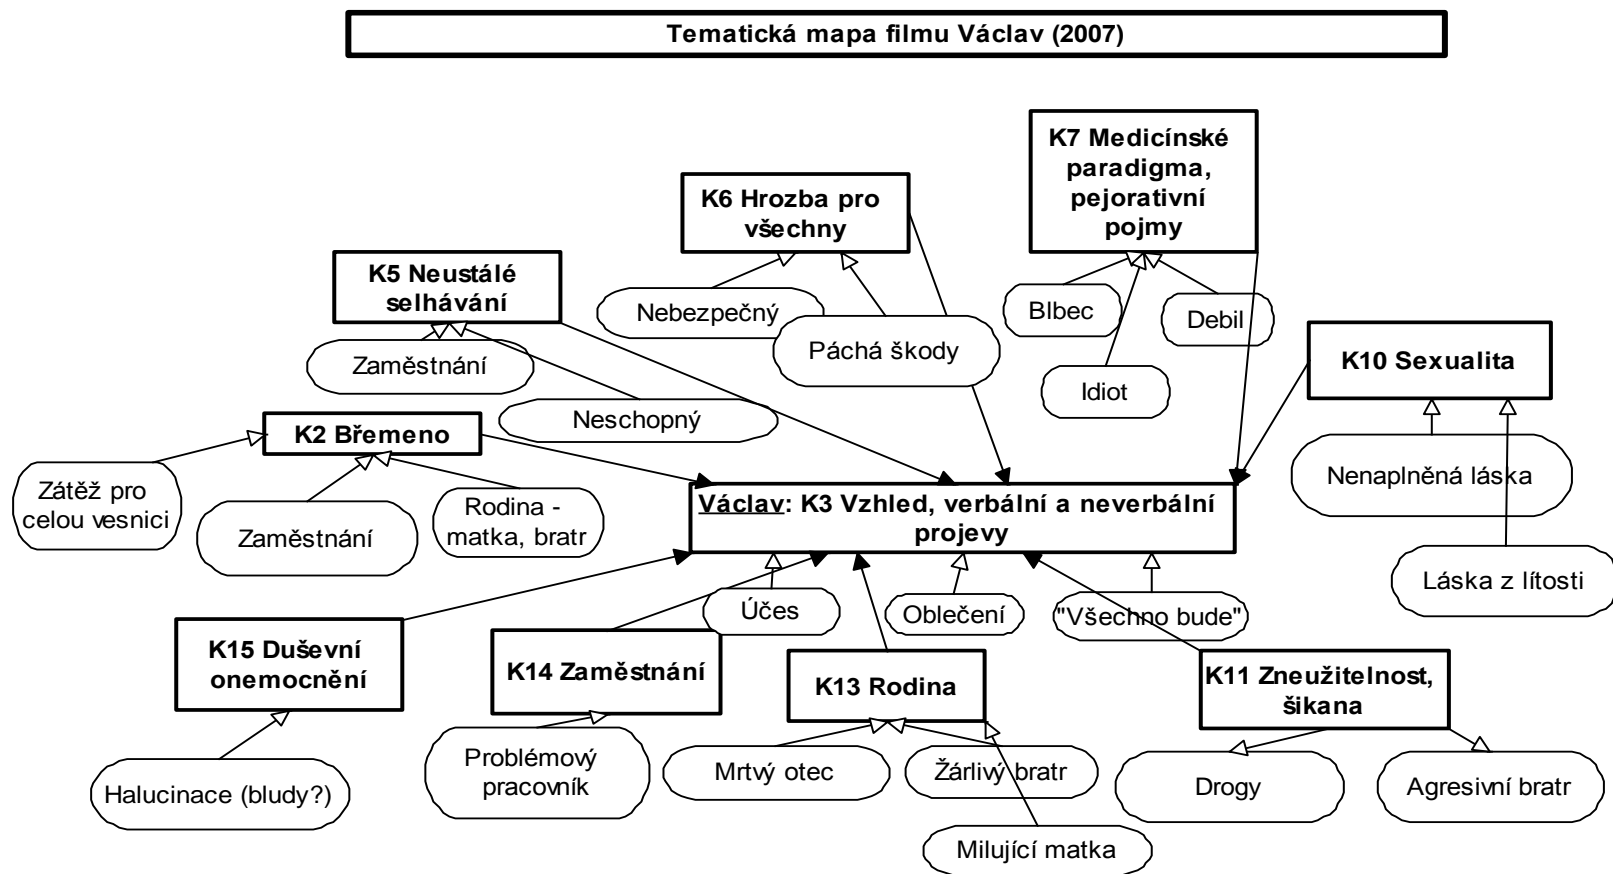 Tematická mapa filmu Václav (2007)
K7 Medicínské
paradigma,
pejorativní
pojmy
K6 Hrozba pro
všechny
K5 Neustálé
selhávání
Nebezpečný
Blbec
Debil
Páchá škody
Zaměstnání
K10 Sexualita
Idiot
Neschopný
K2 Břemeno
Nenaplněná láska
Zátěž pro
celou vesnici
Zaměstnání
Rodina -
matka, bratr
Václav: K3 Vzhled, verbální a neverbální
projevy
Láska z lítosti
Účes
Oblečení
"Všechno bude"
K15 Duševní
onemocnění
K14 Zaměstnání
K13 Rodina
K11 Zneužitelnost,
šikana
Problémový
pracovník
Mrtvý otec
Žárlivý bratr
Drogy
Agresivní bratr
Halucinace (bludy?)
Milující matka